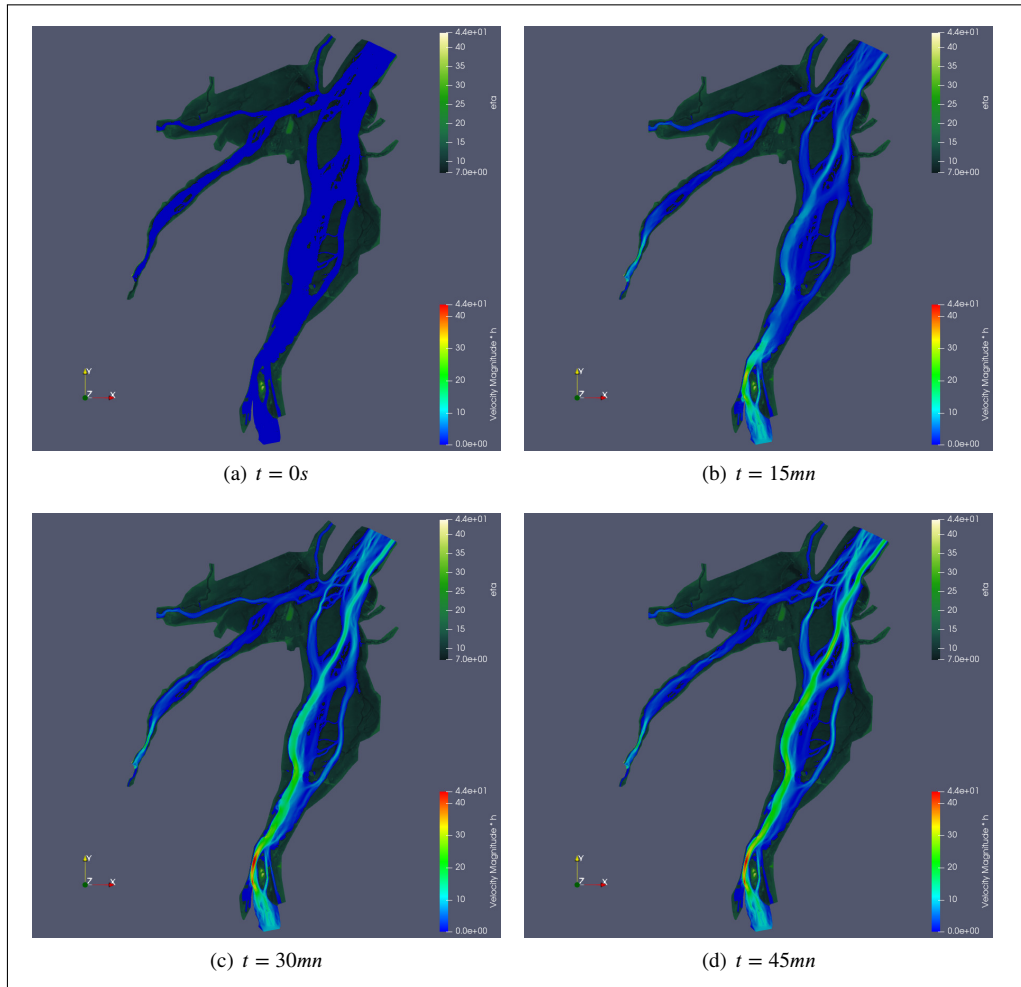 4.4e+01
40
35
30
25
20
15
10
7.0e+00
eta
4.4e+01
40
30
20
10
0.0e+00
Velocity Magnitude * h
Y
Z
X
(a) t = 0s
4.4e+01
40
35
30
25
20
15
10
7.0e+00
eta
4.4e+01
40
30
20
10
0.0e+00
Velocity Magnitude * h
Y
Z
X
(b) t = 15mn
4.4e+01
40
35
30
25
20
15
10
7.0e+00
eta
4.4e+01
40
30
20
10
0.0e+00
Velocity Magnitude * h
Y
Z
X
(c) t = 30mn
4.4e+01
40
35
30
25
20
15
10
7.0e+00
eta
4.4e+01
40
30
20
10
0.0e+00
Velocity Magnitude * h
Y
Z
X
(d) t = 45mn